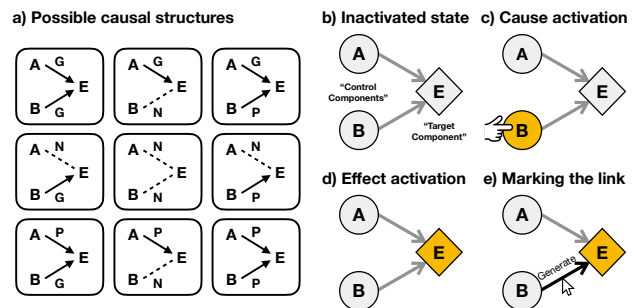 a) Possible causal structures
A G E B G
A G E B N
A G E B P
A N E B G
A N E B N
A N E B P
A P E B G
A P E B N
A P E B P
b) Inactivated state
A
"Control
Components"
E
B
"Target
Component"
c) Cause activation
A
E
B
d) Effect activation
A
E
B
e) Marking the link
A
E
Generate
B